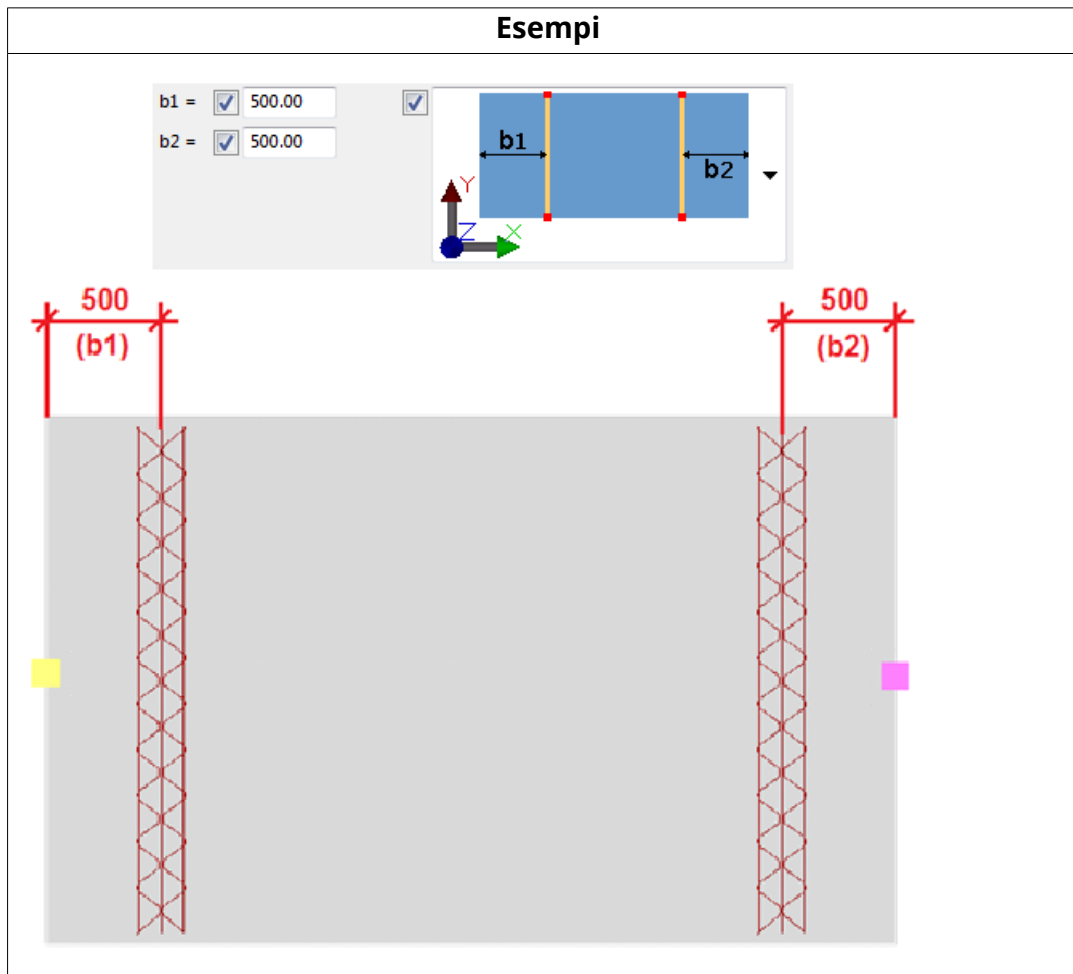 Esempi
b1 = 500.00
b2 = 500.00
b1
b2
Y
Z
X
500
(b1)
500
(b2)